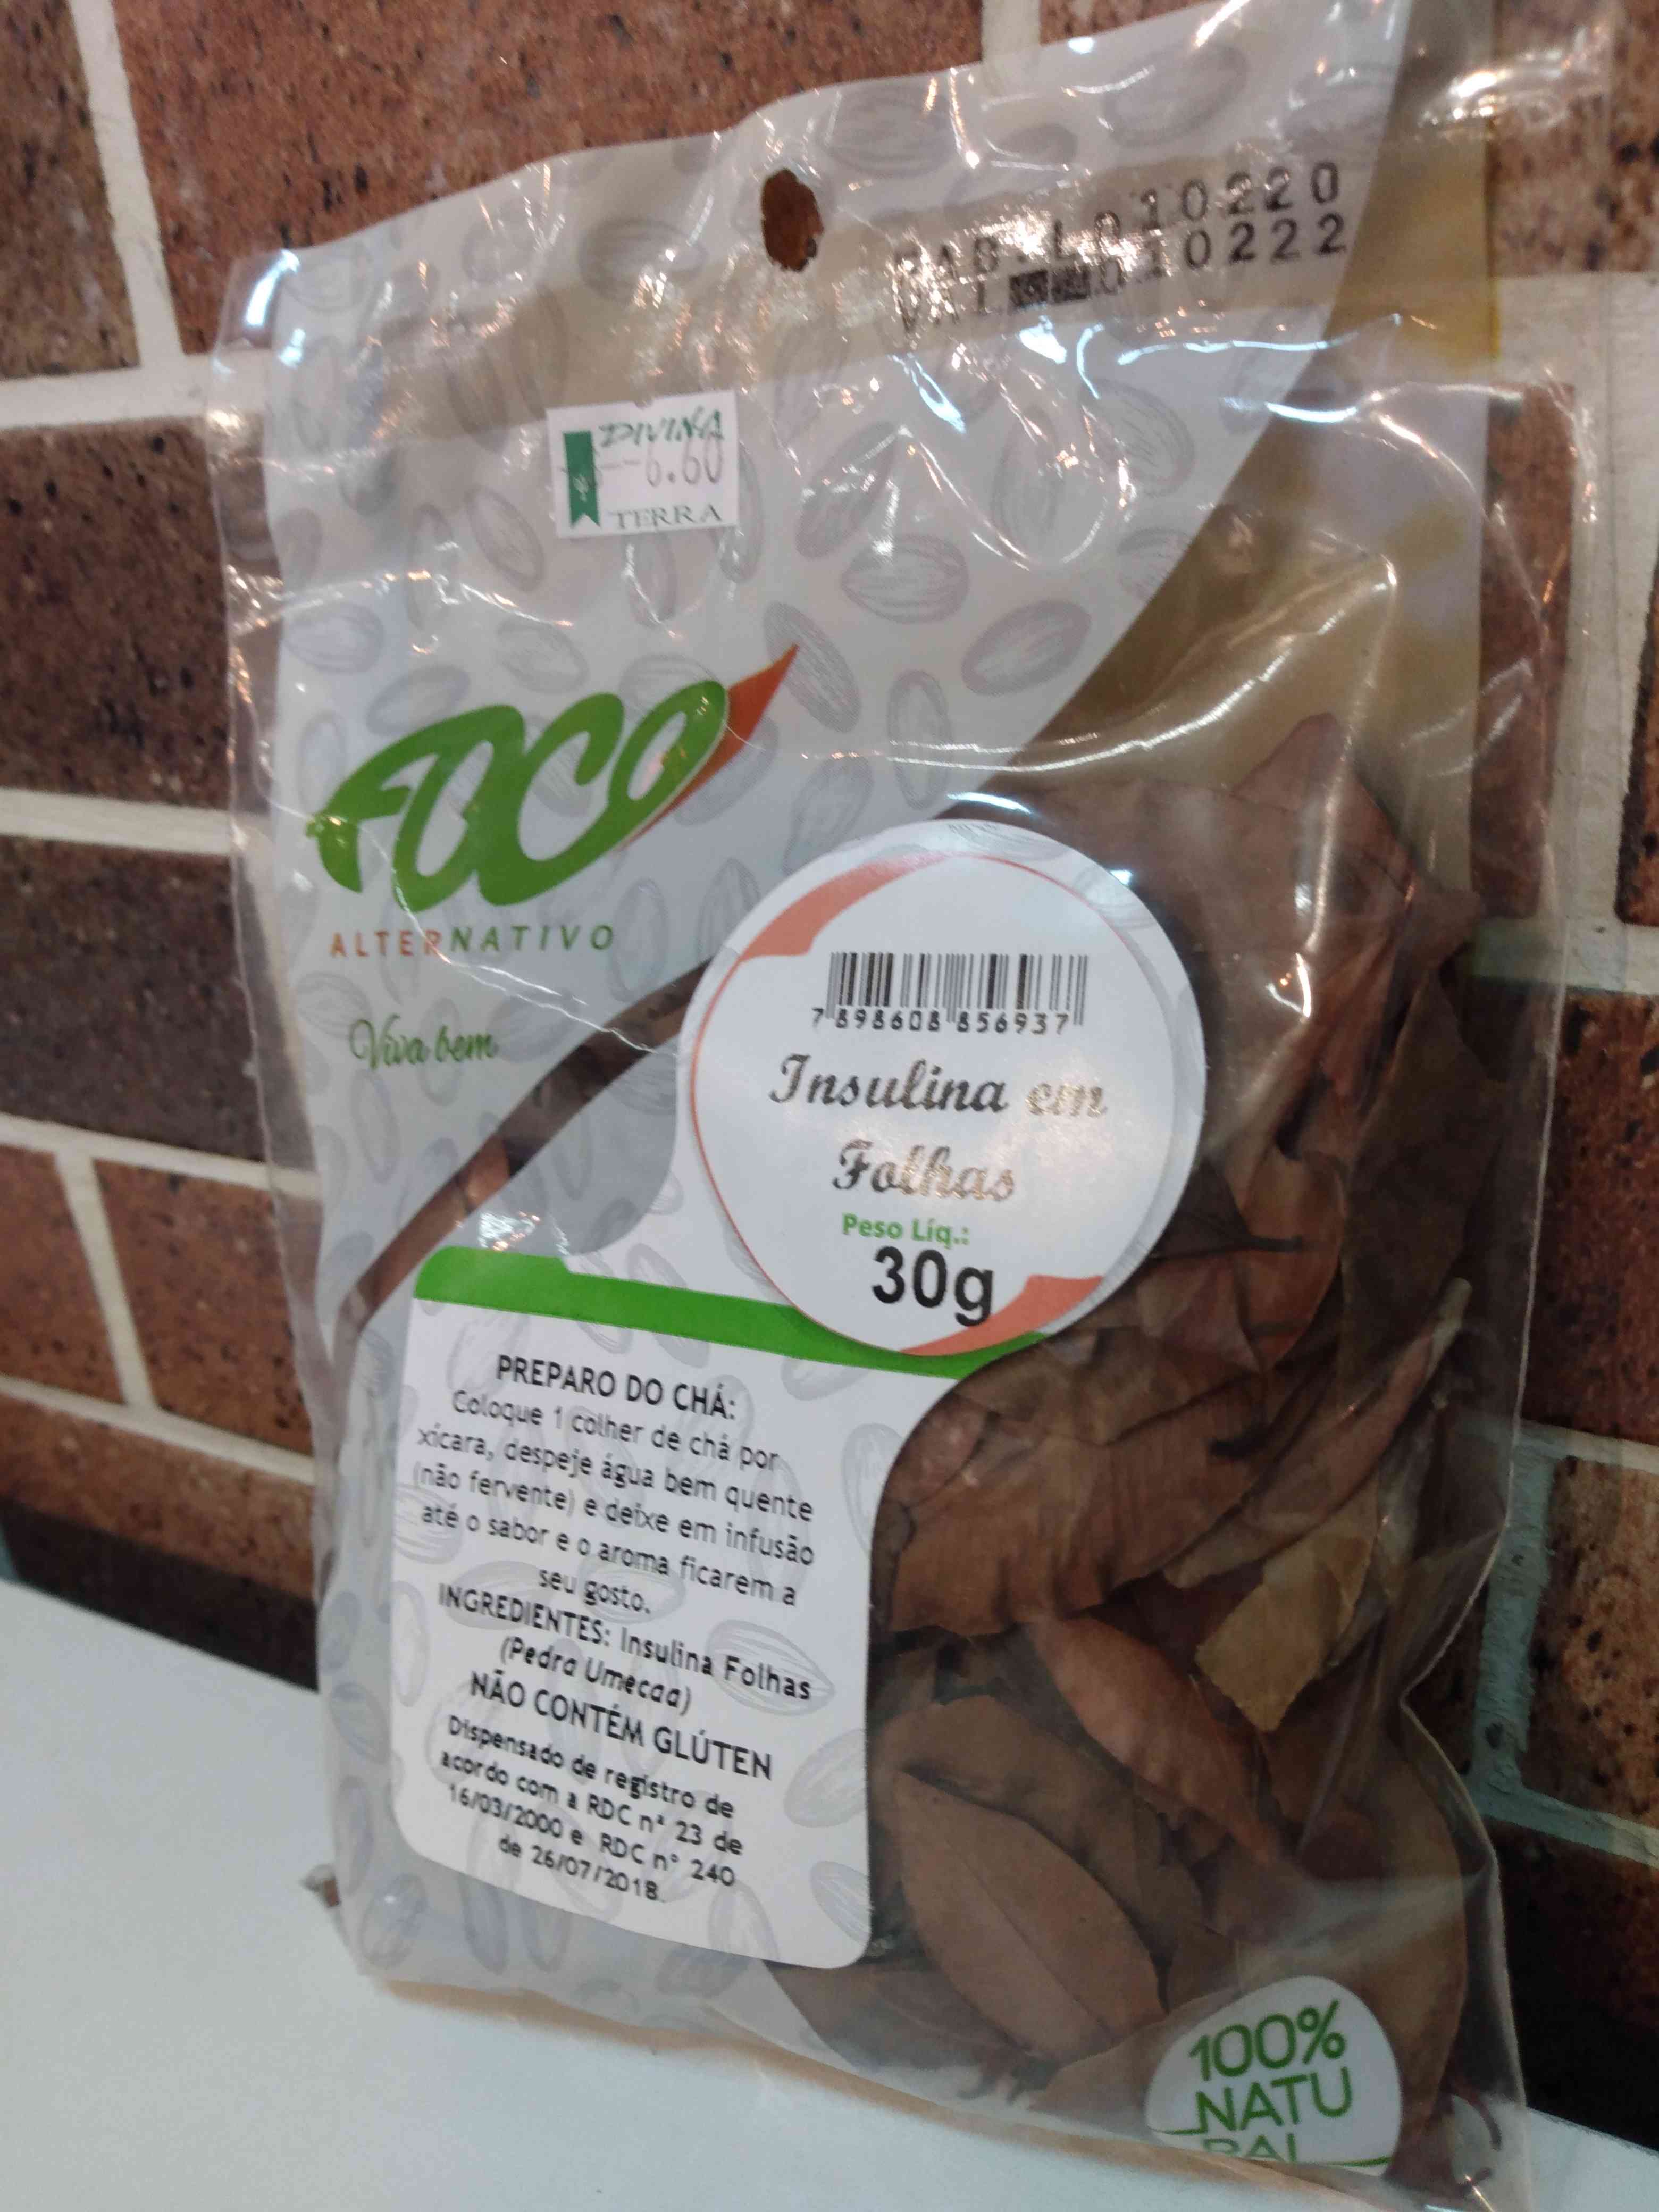 FAB-L010220
VAL 010222
DIVINA
6.60
TERRA
FOCO
ALTERNATIVO
Viva bem
7 898608 856937
Insulina em
Folhas
Peso Líq.:
30g
PREPARO DO CHÁ:
Coloque 1 colher de chá por
xícara, despeje água bem quente
(não fervente) e deixe em infusão
até o sabor e o aroma ficarem a
seu gosto.
INGREDIENTES: Insulina Folhas
(Pedra Umecaa)
NÃO CONTÉM GLÚTEN
Dispensado de registro de
acordo com a RDC nº 23 de
16/03/2000 e RDC nº 240
de 26/07/2018.
100%
NATU
RAL